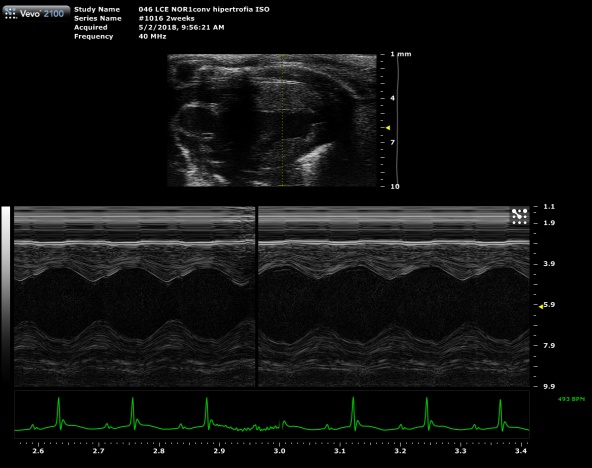 Vevo 2100
Study Name 046 LCE NOR1conv hipertrofia ISO
Series Name #1016 2weeks
Acquired 5/2/2018, 9:56:21 AM
Frequency 40 MHz
1 mm
4
7
10
1.1
1.9
3.9
5.9
7.9
9.9
493 BPM
2.6 2.7 2.8 2.9 3.0 3.1 3.2 3.3 3.4